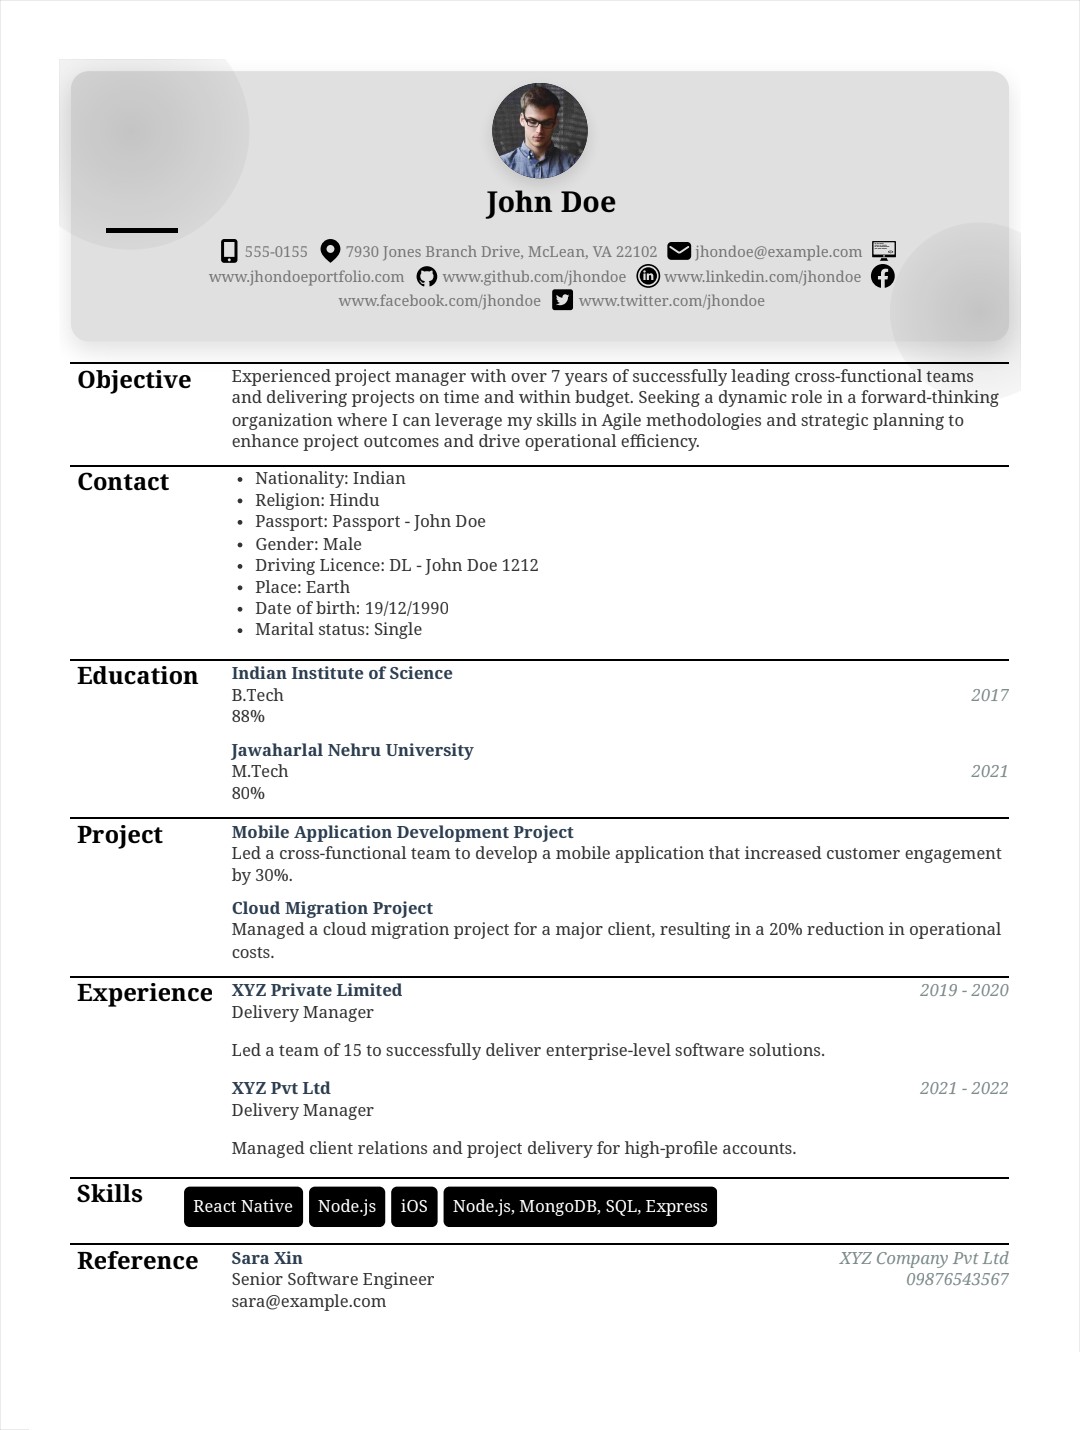 John Doe
555-0155 7930 Jones Branch Drive, McLean, VA 22102 jhondoe@example.com
www.jhondoeportfolio.com www.github.com/jhondoe www.linkedin.com/jhondoe
www.facebook.com/jhondoe www.twitter.com/jhondoe
Objective
Experienced project manager with over 7 years of successfully leading cross-functional teams
and delivering projects on time and within budget. Seeking a dynamic role in a forward-thinking
organization where I can leverage my skills in Agile methodologies and strategic planning to
enhance project outcomes and drive operational efficiency.
Contact
• Nationality: Indian
• Religion: Hindu
• Passport: Passport - John Doe
• Gender: Male
• Driving Licence: DL - John Doe 1212
• Place: Earth
• Date of birth: 19/12/1990
• Marital status: Single
Education
Indian Institute of Science
B.Tech 2017
88%
Jawaharlal Nehru University
M.Tech 2021
80%
Project
Mobile Application Development Project
Led a cross-functional team to develop a mobile application that increased customer engagement
by 30%.
Cloud Migration Project
Managed a cloud migration project for a major client, resulting in a 20% reduction in operational
costs.
Experience
XYZ Private Limited 2019 - 2020
Delivery Manager
Led a team of 15 to successfully deliver enterprise-level software solutions.
XYZ Pvt Ltd 2021 - 2022
Delivery Manager
Managed client relations and project delivery for high-profile accounts.
Skills
React Native Node.js iOS Node.js, MongoDB, SQL, Express
Reference
Sara Xin XYZ Company Pvt Ltd
Senior Software Engineer 09876543567
sara@example.com